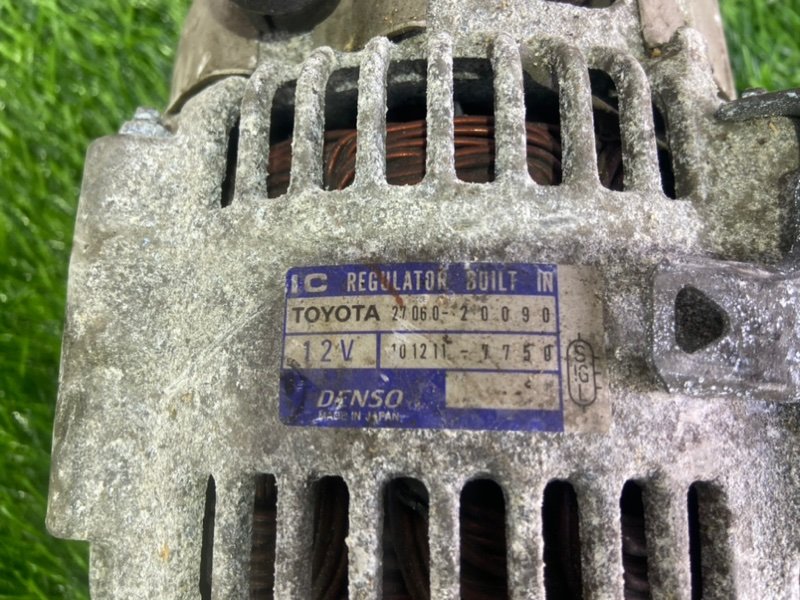 IC REGULATOR BUILT IN
TOYOTA 27060-20090
12V 101211-7750
DENSO
MADE IN JAPAN